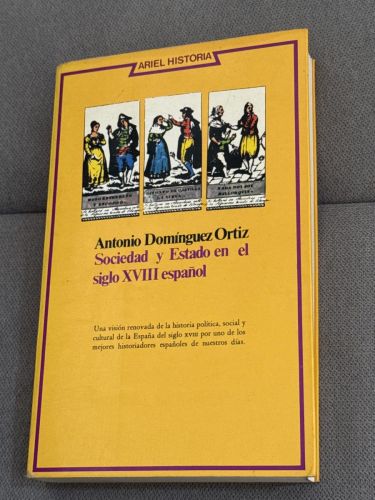 ARIEL HISTORIA
Antonio Domínguez Ortiz
Sociedad y Estado en el
siglo XVIII español
Una visión renovada de la historia política, social y
cultural de la España del siglo XVIII por uno de los
mejores historiadores españoles de nuestros días.